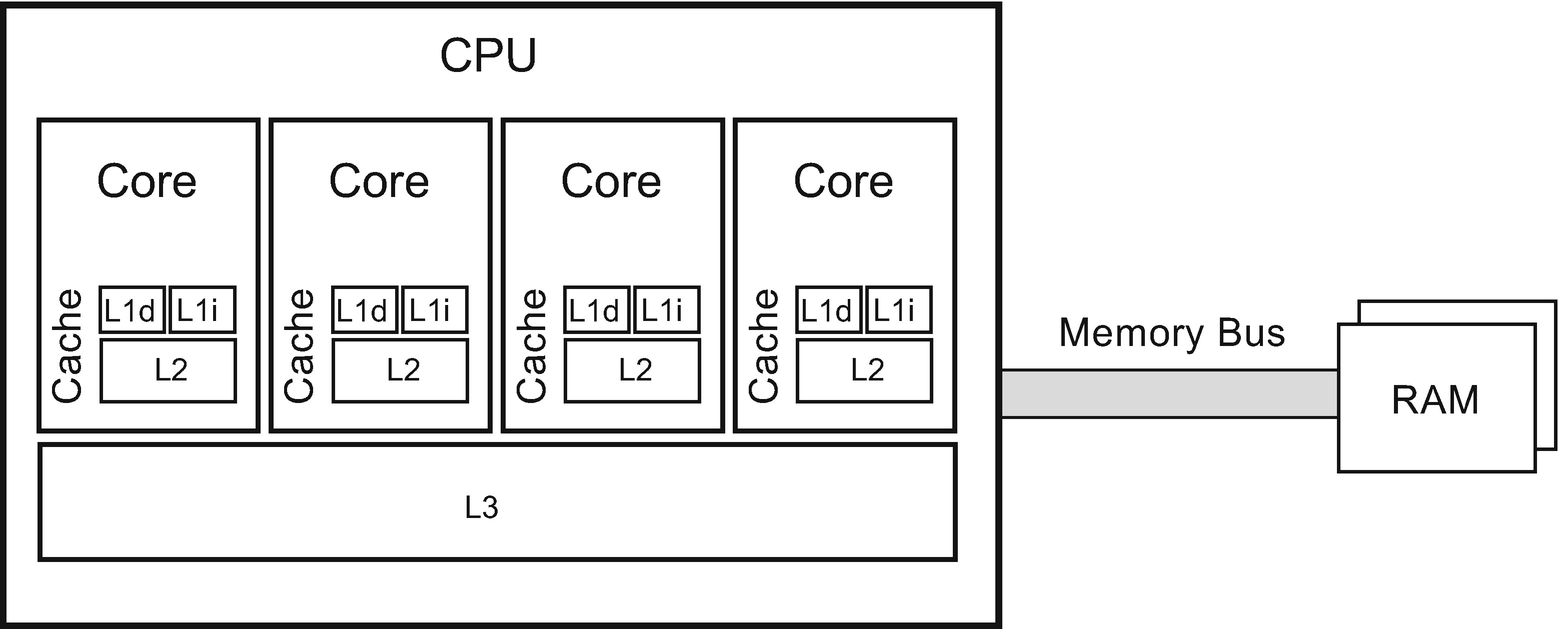 CPU
Core
Cache
L1d L1i
L2
Core
Cache
L1d L1i
L2
Core
Cache
L1d L1i
L2
Core
Cache
L1d L1i
L2
L3
Memory Bus
RAM